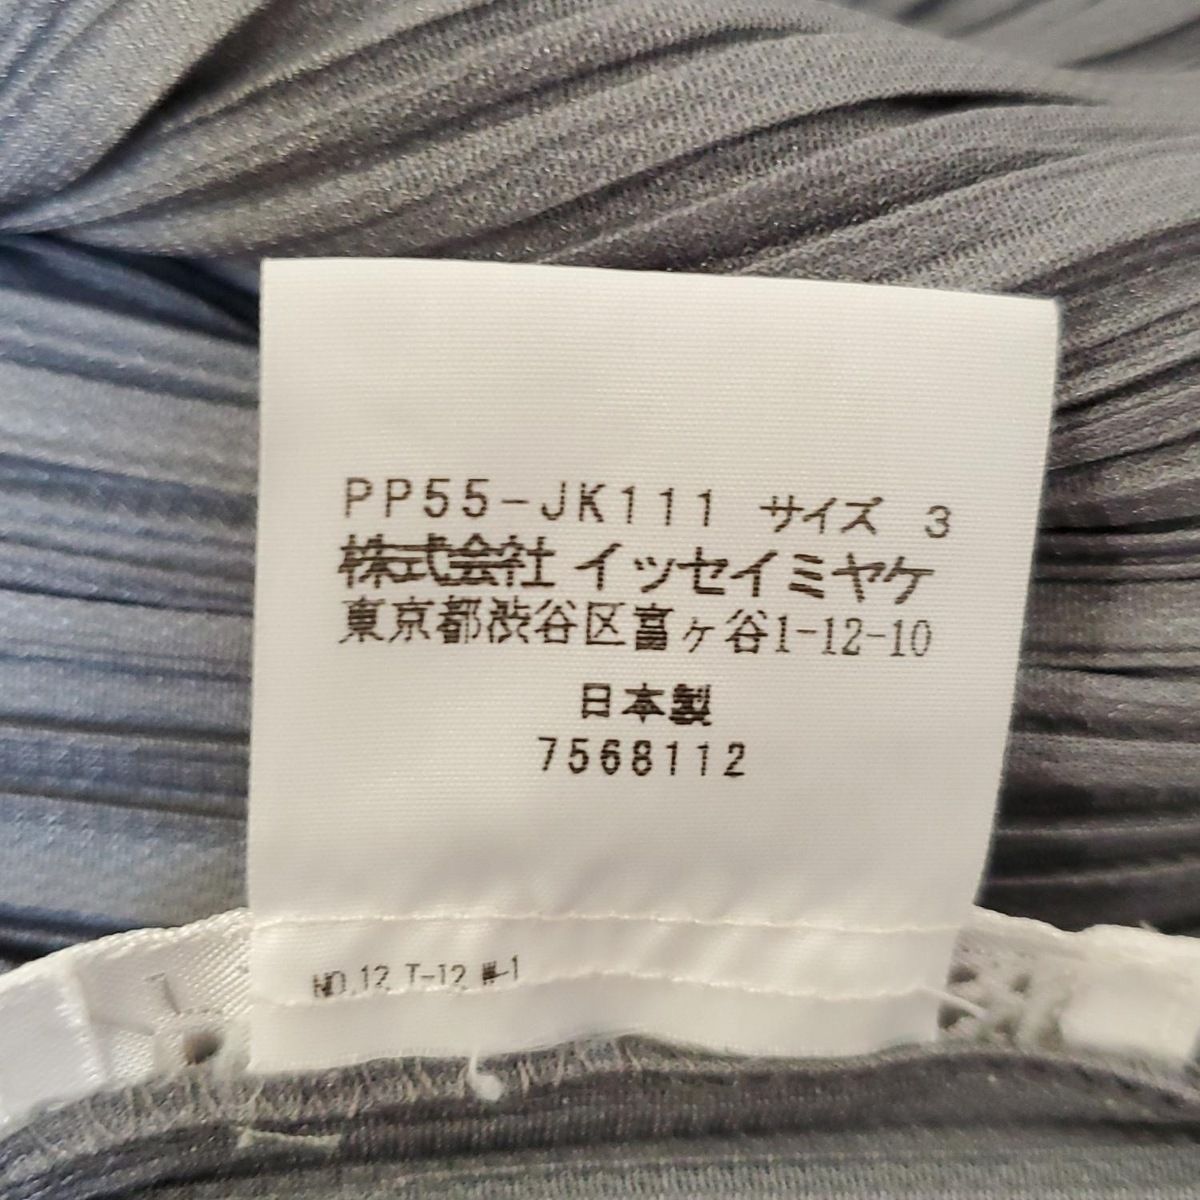 PP55-JK111 サイズ 3
株式会社 イッセイミヤケ
東京都渋谷区富ヶ谷1-12-10
日本製
7568112
NO.12 T-12 W-1